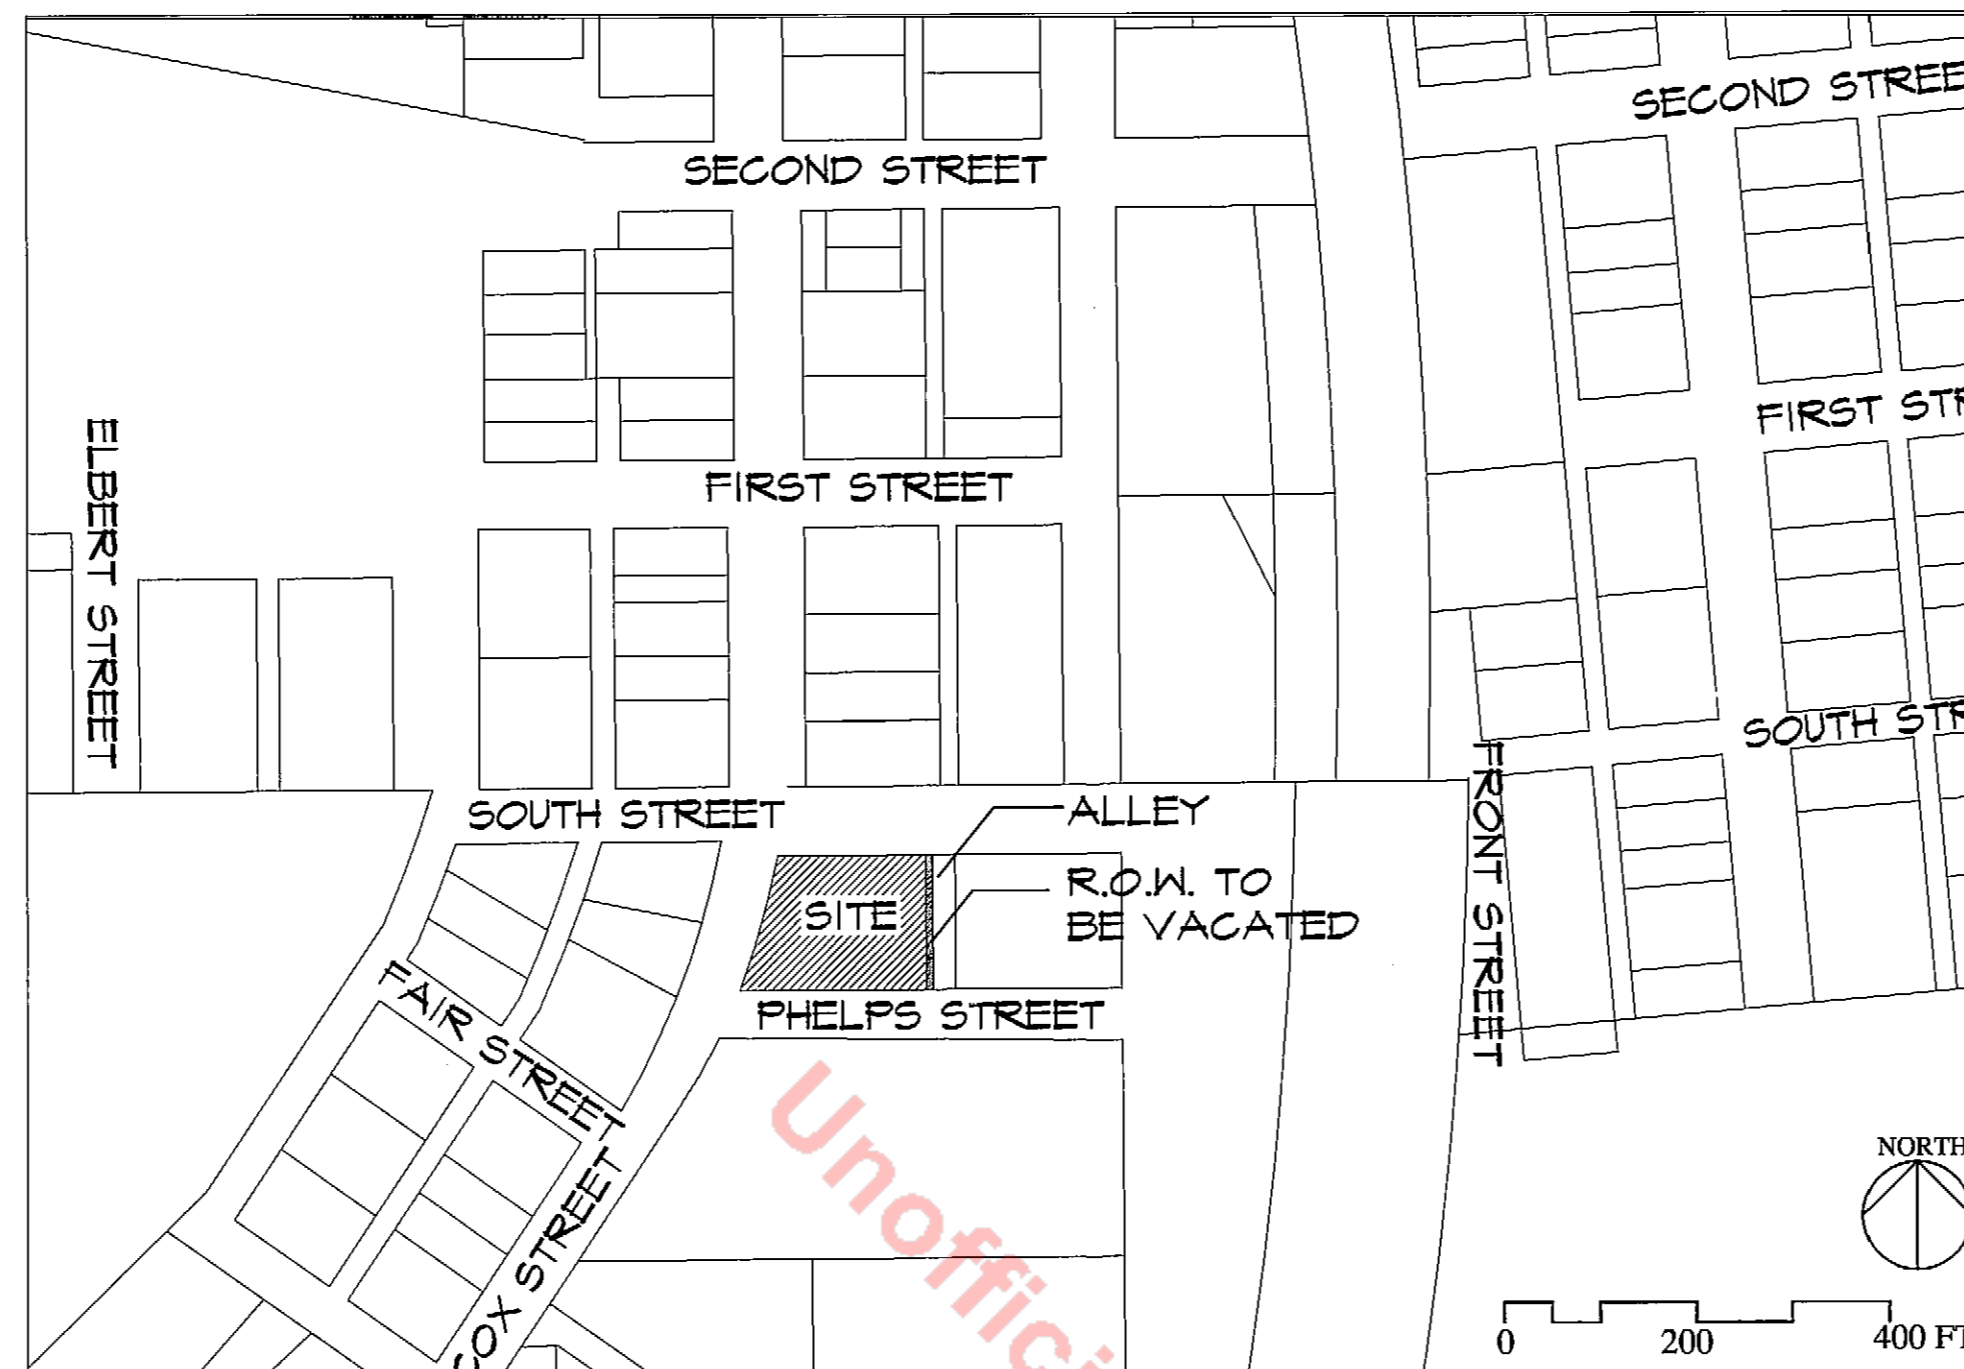 SECOND STREE
SECOND STREET
ELBERT STREET
FIRST STREET
FIRST STR
SOUTH STR
SOUTH STREET
ALLEY
R.O.W. TO
BE VACATED
SITE
FRONT STREET
PHELPS STREET
FAIR STREET
COX STREET
Unoffici
NORTH
0 200 400 FT